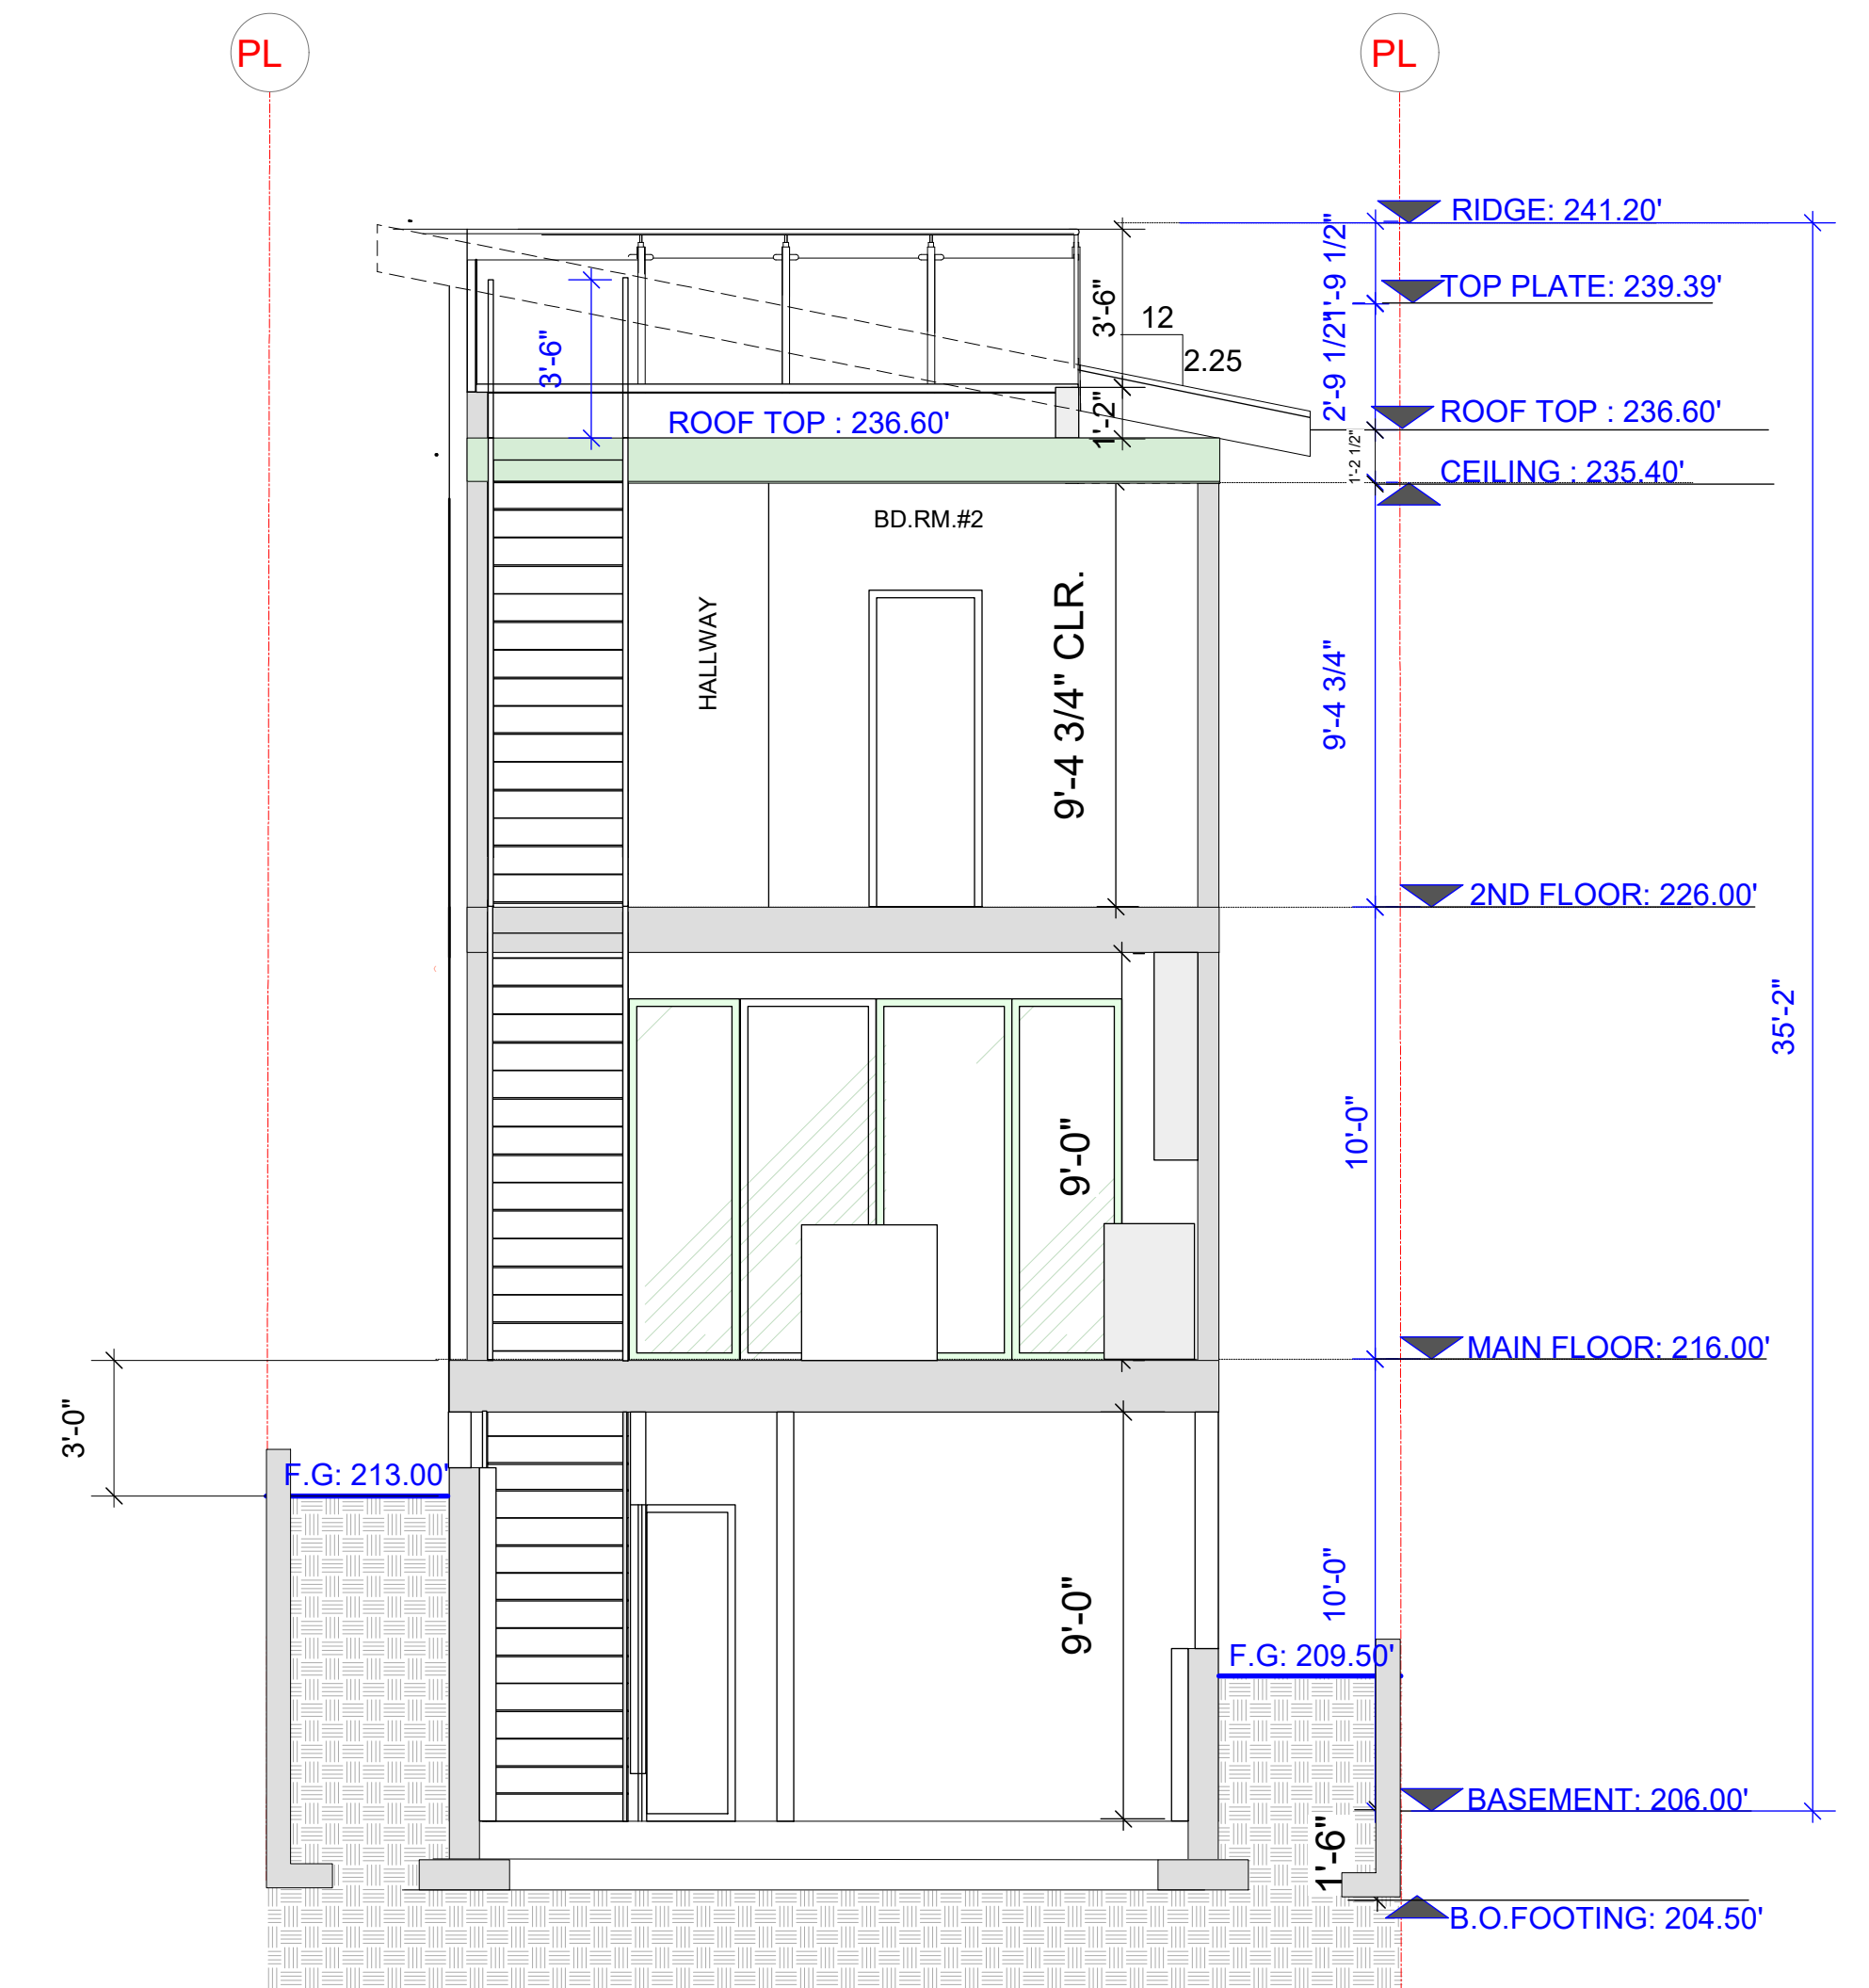 PL
PL
RIDGE: 241.20'
1'-9 1/2"
TOP PLATE: 239.39'
3'-6"
12
2.25
3'-6"
2'-9 1/2"
ROOF TOP : 236.60'
ROOF TOP : 236.60'
1'-2"
1'-2 1/2"
CEILING : 235.40'
BD.RM.#2
HALLWAY
9'-4 3/4" CLR.
9'-4 3/4"
2ND FLOOR: 226.00'
35'-2"
9'-0"
10'-0"
MAIN FLOOR: 216.00'
3'-0"
F.G: 213.00'
9'-0"
10'-0"
F.G: 209.50'
BASEMENT: 206.00'
1'-6"
B.O.FOOTING: 204.50'